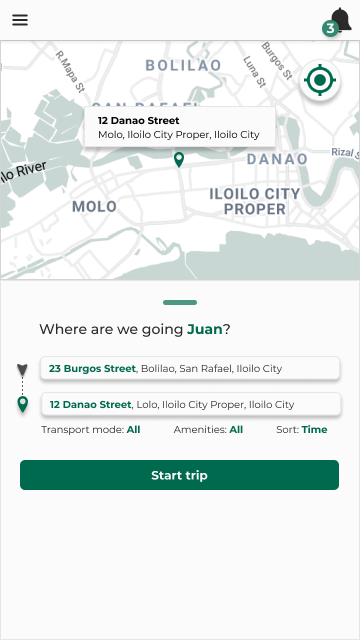 3
R.Mapa St
BOLILAO
Luna St
Burgos St
SAN RAFAEL
12 Danao Street
Molo, Iloilo City Proper, Iloilo City
DANAO
Rizal S
lo River
MOLO
ILOILO CITY
PROPER
Where are we going Juan?
23 Burgos Street, Bolilao, San Rafael, Iloilo City
12 Danao Street, Lolo, Iloilo City Proper, Iloilo City
Transport mode: All Amenities: All Sort: Time
Start trip